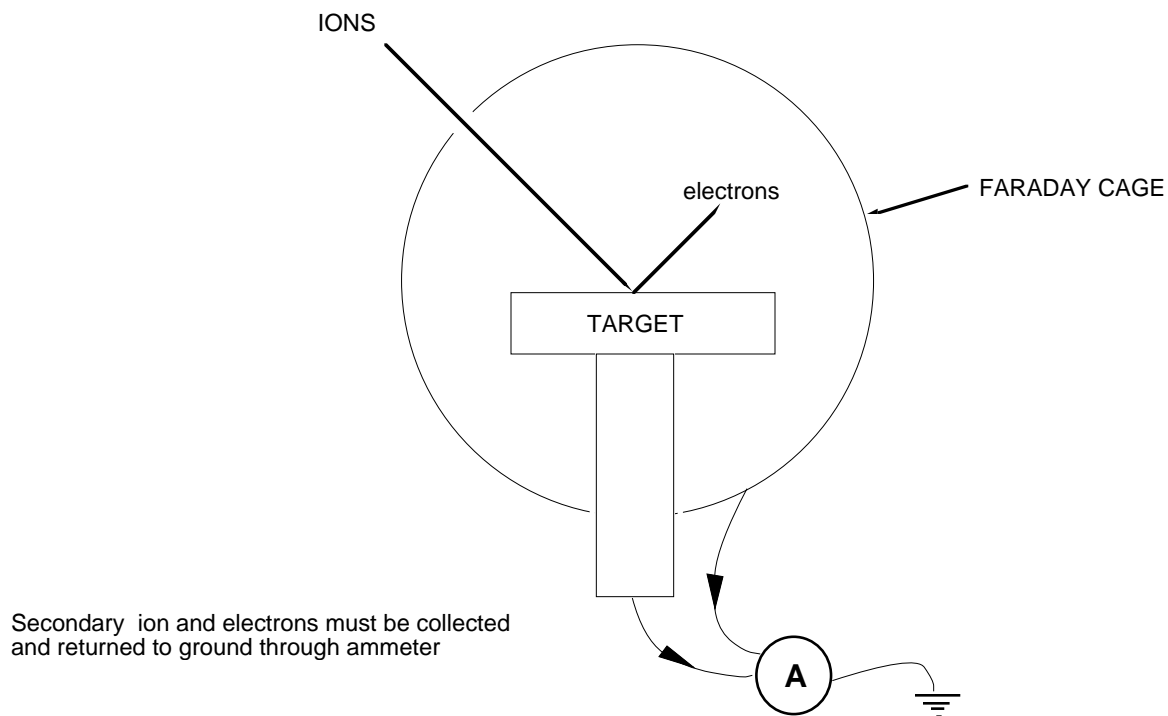 IONS
electrons
FARADAY CAGE
TARGET
Secondary ion and electrons must be collected
and returned to ground through ammeter
A